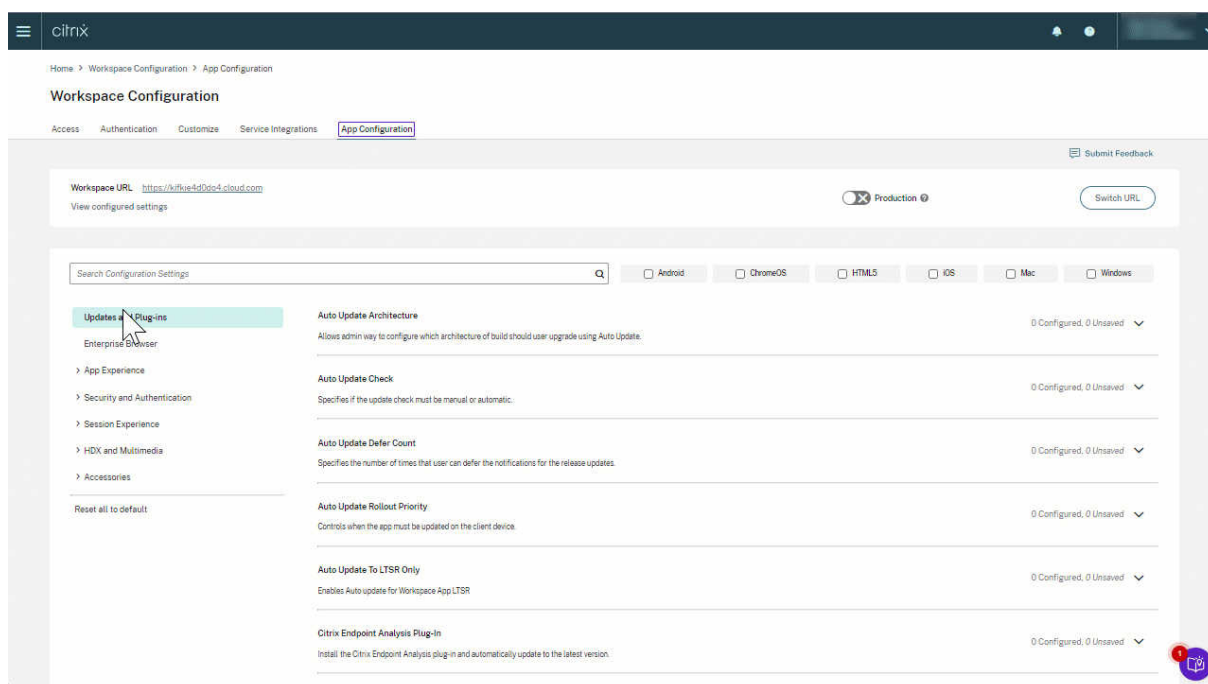 citrix
Home > Workspace Configuration > App Configuration
Workspace Configuration
Access Authentication Customize Service Integrations App Configuration
Submit Feedback
Workspace URL https://kifkie4d0do4.cloud.com
View configured settings
Production
Switch URL
Search Configuration Settings
Android ChromeOS HTML5 iOS Mac Windows
Updates and Plug-ins
Enterprise Browser
App Experience
Security and Authentication
Session Experience
HDX and Multimedia
Accessories
Reset all to default
Auto Update Architecture
Allows admin way to configure which architecture of build should user upgrade using Auto Update.
0 Configured, 0 Unsaved
Auto Update Check
Specifies if the update check must be manual or automatic.
0 Configured, 0 Unsaved
Auto Update Defer Count
Specifies the number of times that user can defer the notifications for the release updates.
0 Configured, 0 Unsaved
Auto Update Rollout Priority
Controls when the app must be updated on the client device.
0 Configured, 0 Unsaved
Auto Update To LTSR Only
Enables Auto update for Workspace App LTSR
0 Configured, 0 Unsaved
Citrix Endpoint Analysis Plug-In
Install the Citrix Endpoint Analysis plug-in and automatically update to the latest version.
0 Configured, 0 Unsaved
1